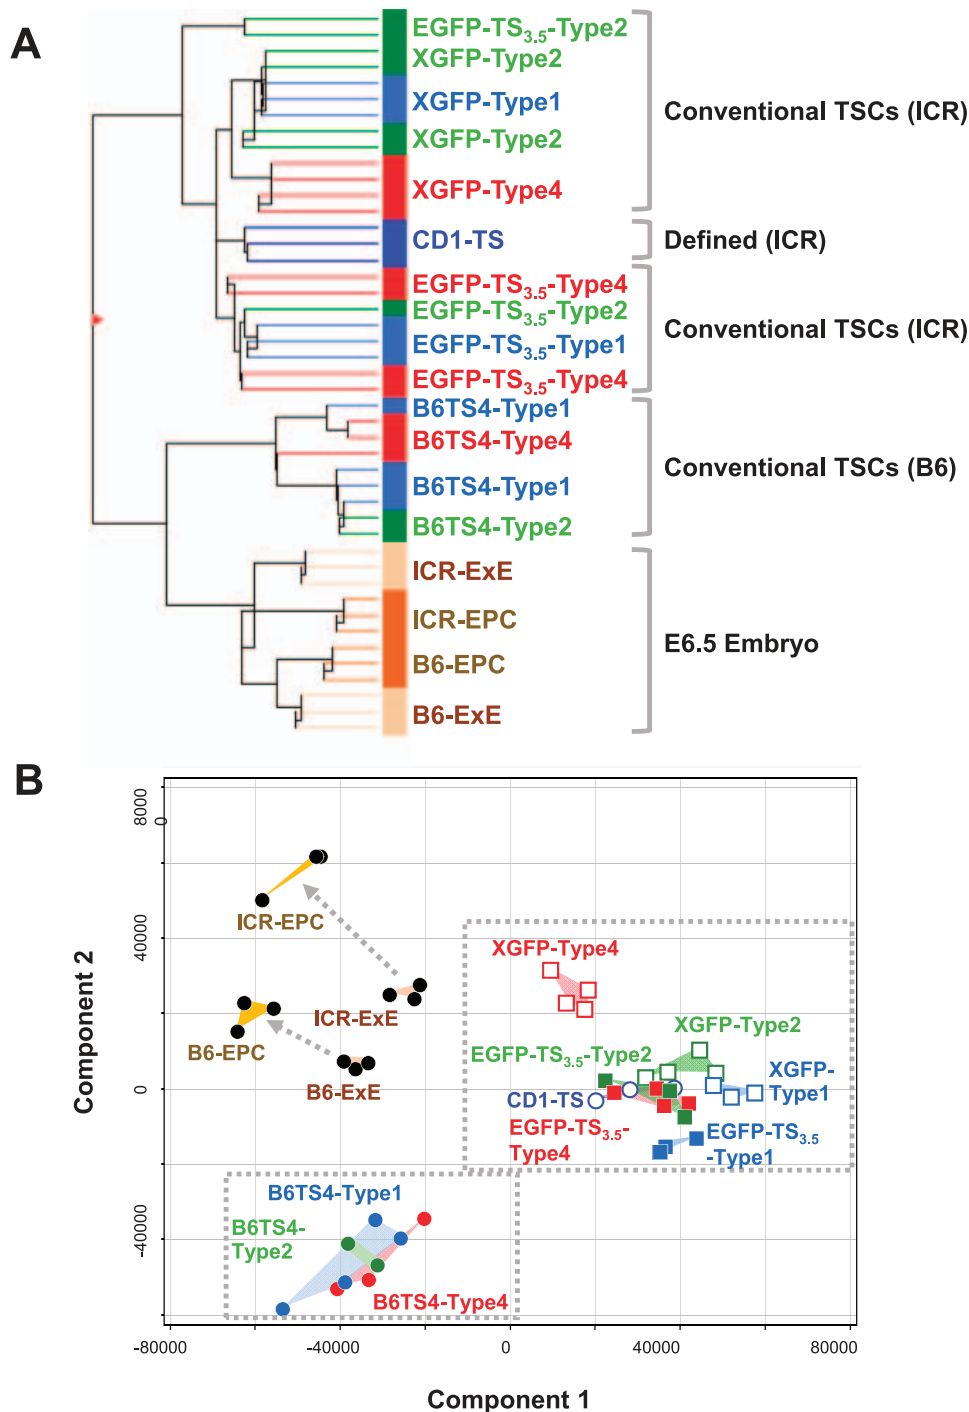 A
EGFP-TS3.5-Type2
XGFP-Type2
XGFP-Type1
XGFP-Type2
XGFP-Type4
CD1-TS
EGFP-TS3.5-Type4
EGFP-TS3.5-Type2
EGFP-TS3.5-Type1
EGFP-TS3.5-Type4
B6TS4-Type1
B6TS4-Type4
B6TS4-Type1
B6TS4-Type2
ICR-ExE
ICR-EPC
B6-EPC
B6-ExE
Conventional TSCs (ICR)
Defined (ICR)
Conventional TSCs (ICR)
Conventional TSCs (B6)
E6.5 Embryo
B
Component 2
8000
0
40000
0
-40000
ICR-EPC
ICR-ExE
B6-EPC
B6-ExE
XGFP-Type4
XGFP-Type2
EGFP-TS3.5-Type2
XGFP-
Type1
CD1-TS
EGFP-TS3.5-
Type4
EGFP-TS3.5
-Type1
B6TS4-Type1
B6TS4-
Type2
B6TS4-Type4
-80000
-40000
0
40000
80000
Component 1